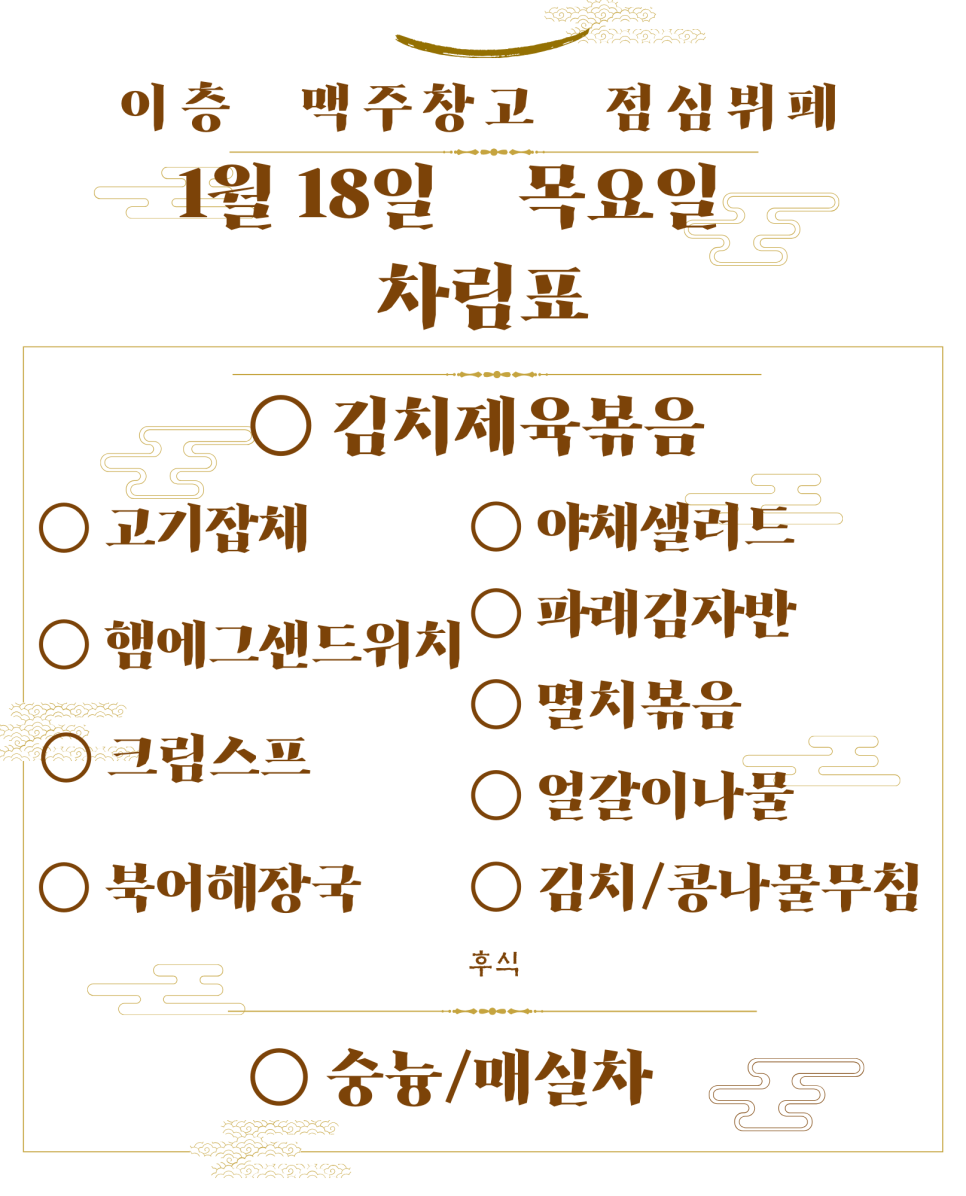 이층 맥주창고 점심뷔페
1월 18일 목요일
차림표
○ 김치제육볶음
○ 고기잡채
○ 햄에그샌드위치
○ 크림스프
○ 북어해장국
○ 야채샐러드
○ 파래김자반
○ 멸치볶음
○ 얼갈이나물
○ 김치/콩나물무침
후식
○ 숭늉/매실차